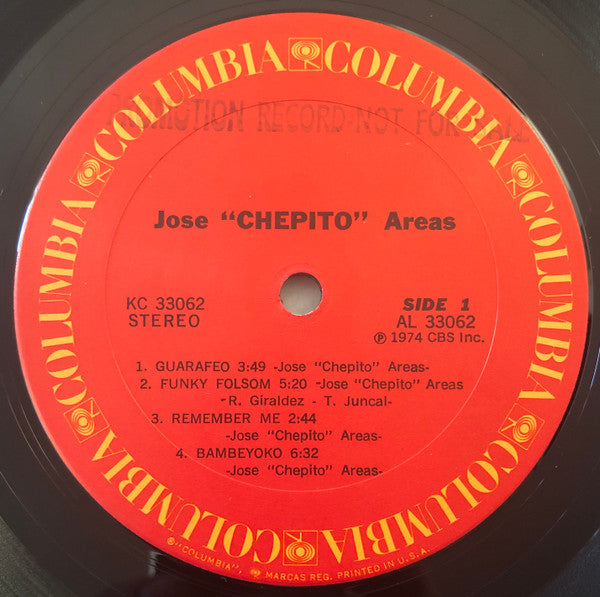 COLUMBIA COLUMBIA COLUMBIA COLUMBIA COLUMBIA COLUMBIA COLUMBIA COLUMBIA
PROMOTION RECORD-NOT FOR SALE
Jose "CHEPITO" Areas
KC 33062
STEREO
SIDE 1
AL 33062
℗ 1974 CBS Inc.
1. GUARAFEO 3:49 -Jose "Chepito" Areas-
2. FUNKY FOLSOM 5:20 -Jose "Chepito" Areas
-R. Giraldez - T. Juncal-
3. REMEMBER ME 2:44
-Jose "Chepito" Areas-
4. BAMBEYOKO 6:32
-Jose "Chepito" Areas-
®"COLUMBIA", MARCAS REG. PRINTED IN U.S.A.